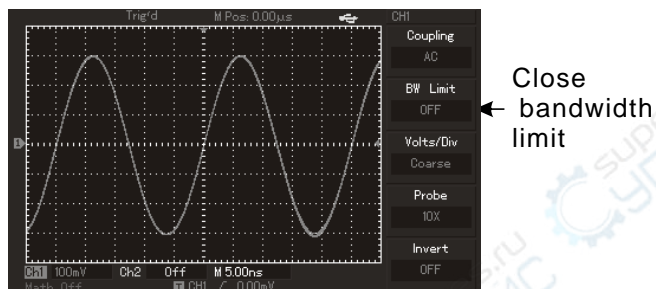 Trig'd M Pos: 0.00μs CH1
Coupling
AC
BW Limit
OFF
Close
bandwidth
limit
1
Volts/Div
Coarse
Probe
10X
Invert
OFF
Ch1 100mV Ch2 Off M 5.00ns
Math Off T CH1 0.00mV